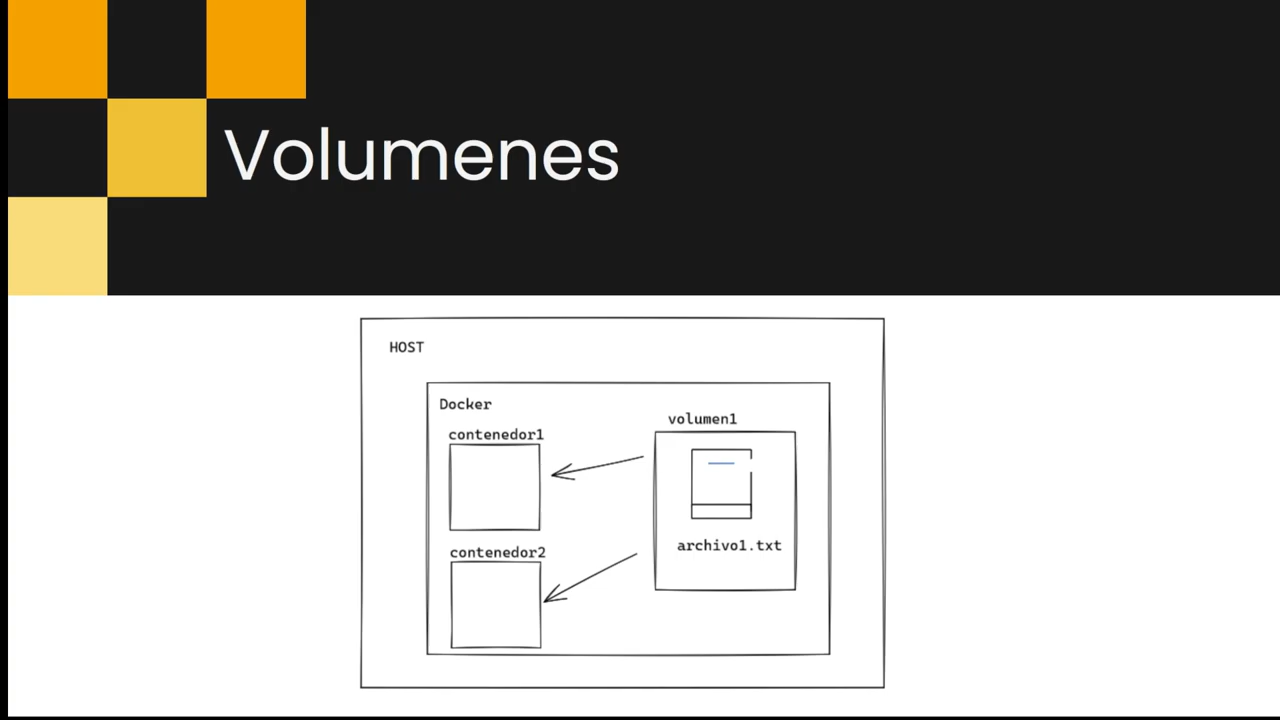 Volumenes
HOST
Docker
contenedor1
volumen1
archivo1.txt
contenedor2